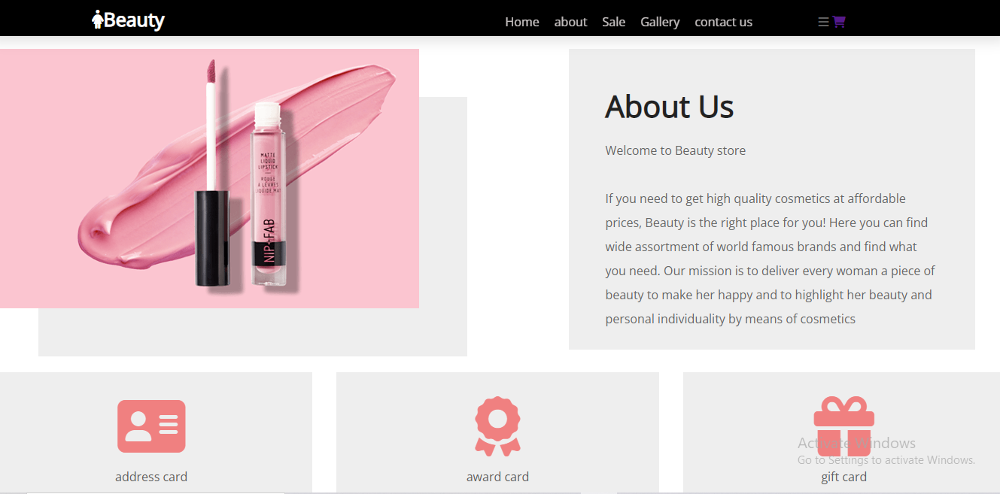 Beauty
Home about Sale Gallery contact us
MATTE
LIQUID
LIPSTICK
ROUGE
À LÈVRES
LIQUIDE MAT
NIP+FAB
About Us
Welcome to Beauty store
If you need to get high quality cosmetics at affordable
prices, Beauty is the right place for you! Here you can find
wide assortment of world famous brands and find what
you need. Our mission is to deliver every woman a piece of
beauty to make her happy and to highlight her beauty and
personal individuality by means of cosmetics
address card
award card
Activate Windows
Go to Settings to activate Windows.
gift card